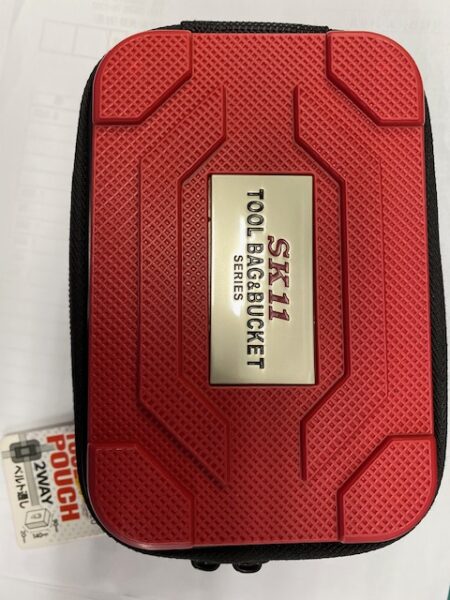 SK11
TOOL BAG&BUCKET
SERIES
POUCH
2WAY
ベルト通し